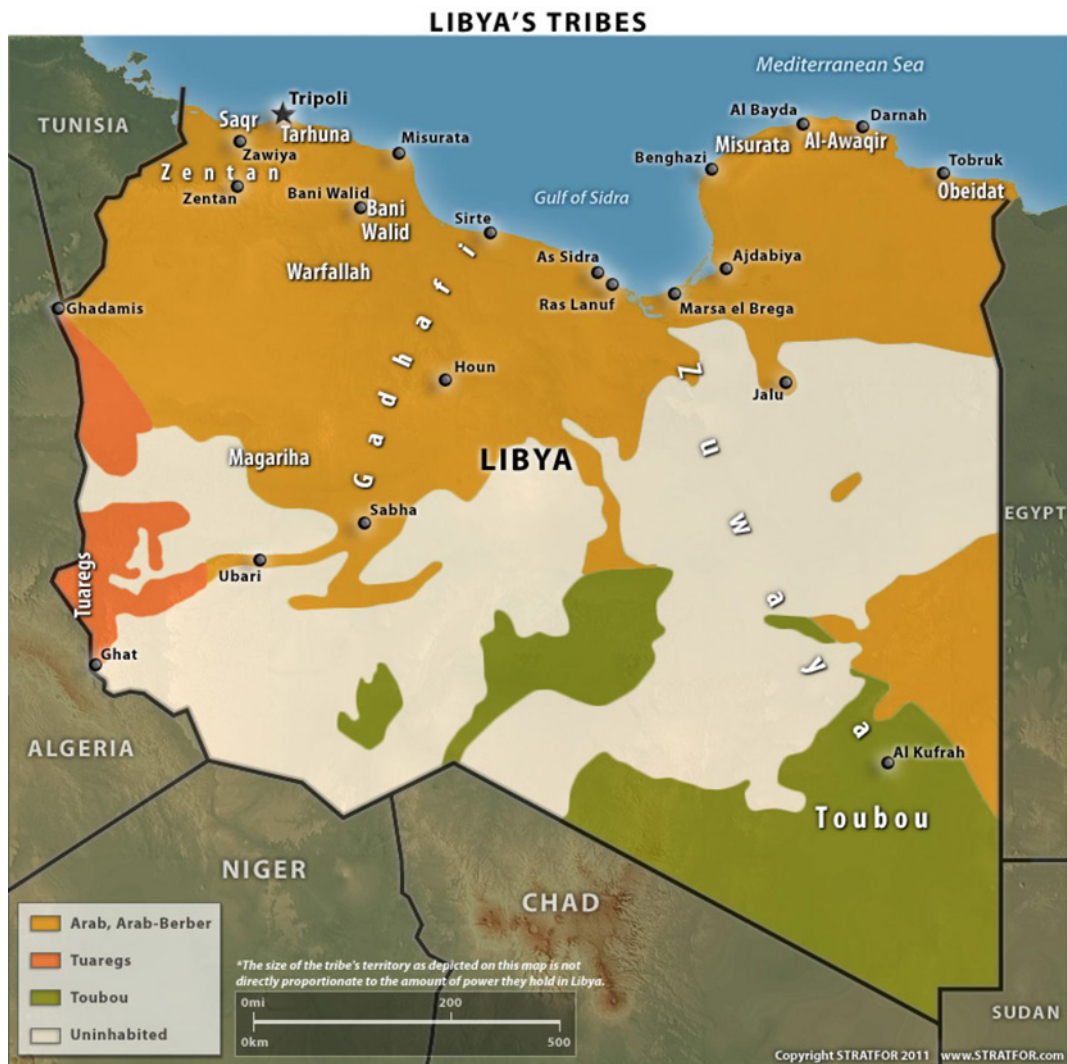 LIBYA'S TRIBES
Mediterranean Sea
TUNISIA
Tripoli
Saqr
Tarhuna
Zawiya
Zentan
Zentan
Misurata
Bani Walid
Bani
Walid
Warfallah
Sirte
Gulf of Sidra
Al Bayda
Darnah
Misurata
Al-Awaqir
Benghazi
Tobruk
Obeidat
As Sidra
Ras Lanuf
Ajdabiya
Marsa el Brega
Ghadamis
Gadhafi
Houn
Jalu
Zuwaya
Magariha
LIBYA
Sabha
EGYPT
Ubari
Tuaregs
Ghat
ALGERIA
Al Kufrah
Toubou
NIGER
CHAD
SUDAN
Arab, Arab-Berber
Tuaregs
Toubou
Uninhabited
*The size of the tribe's territory as depicted on this map is not
directly proportionate to the amount of power they hold in Libya.
0mi 200
0km 500
Copyright STRATFOR 2011 www.STRATFOR.com